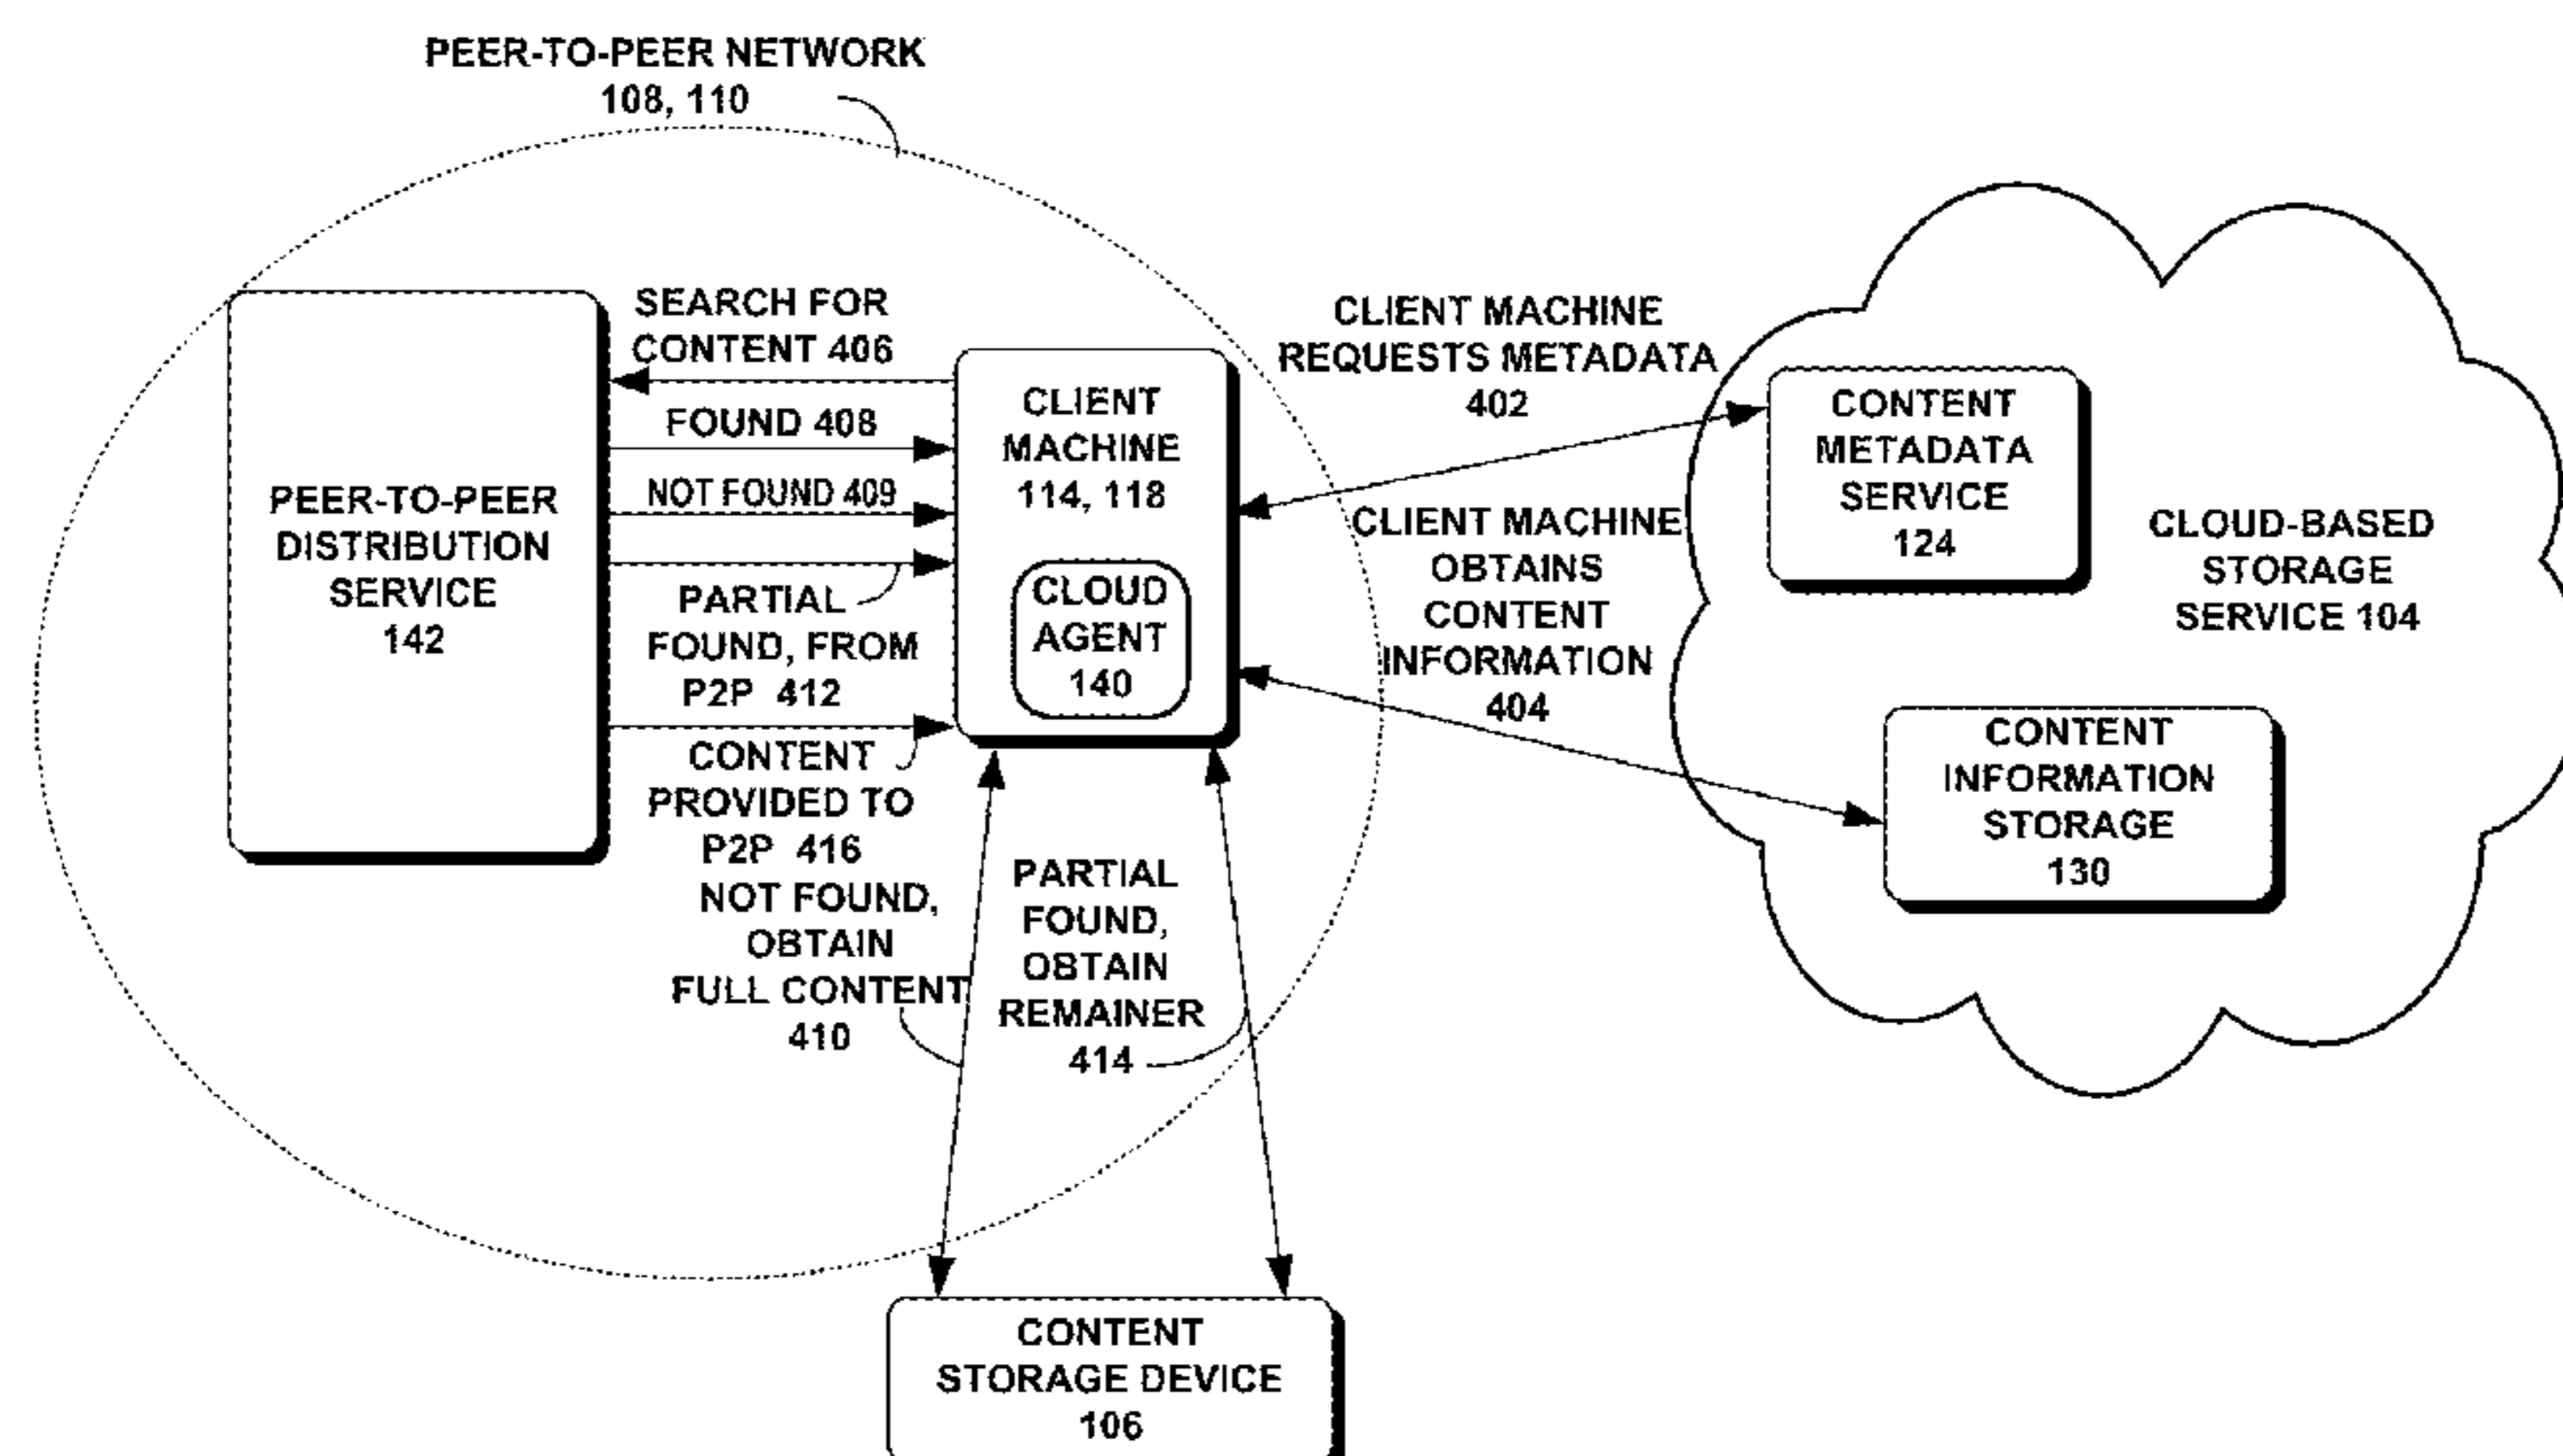 PEER-TO-PEER NETWORK
108, 110
SEARCH FOR
CONTENT 406
FOUND 408
NOT FOUND 409
PARTIAL
FOUND, FROM
P2P 412
CONTENT
PROVIDED TO
P2P 416
NOT FOUND,
OBTAIN
FULL CONTENT
410
PEER-TO-PEER
DISTRIBUTION
SERVICE
142
CLIENT
MACHINE
114, 118
CLOUD
AGENT
140
PARTIAL
FOUND,
OBTAIN
REMAINER
414
CLIENT MACHINE
REQUESTS METADATA
402
CLIENT MACHINE
OBTAINS
CONTENT
INFORMATION
404
CONTENT
METADATA
SERVICE
124
CLOUD-BASED
STORAGE
SERVICE 104
CONTENT
INFORMATION
STORAGE
130
CONTENT
STORAGE DEVICE
106